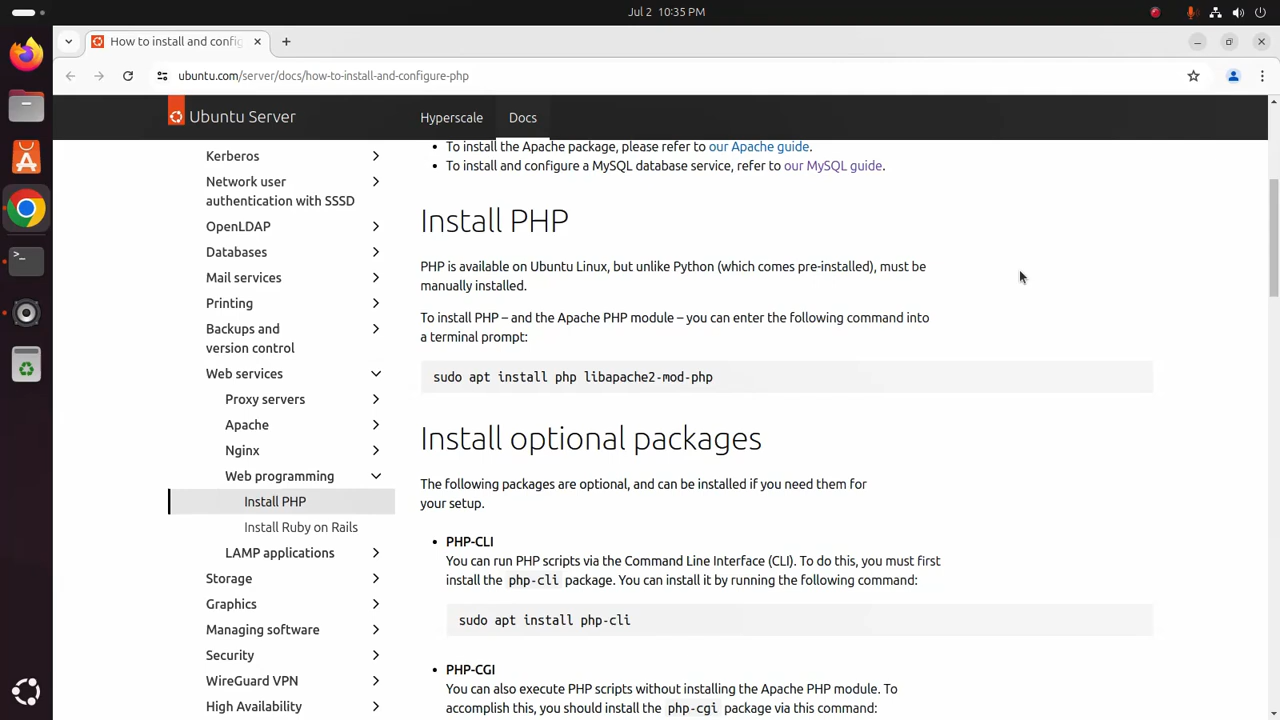 Jul 2 10:35 PM
How to install and config
ubuntu.com/server/docs/how-to-install-and-configure-php
Ubuntu Server
Hyperscale
Docs
Kerberos
Network user
authentication with SSSD
OpenLDAP
Databases
Mail services
Printing
Backups and
version control
Web services
Proxy servers
Apache
Nginx
Web programming
Install PHP
Install Ruby on Rails
LAMP applications
Storage
Graphics
Managing software
Security
WireGuard VPN
High Availability
To install the Apache package, please refer to our Apache guide.
To install and configure a MySQL database service, refer to our MySQL guide.
Install PHP
PHP is available on Ubuntu Linux, but unlike Python (which comes pre-installed), must be
manually installed.
To install PHP – and the Apache PHP module – you can enter the following command into
a terminal prompt:
sudo apt install php libapache2-mod-php
Install optional packages
The following packages are optional, and can be installed if you need them for
your setup.
PHP-CLI
You can run PHP scripts via the Command Line Interface (CLI). To do this, you must first
install the php-cli package. You can install it by running the following command:
sudo apt install php-cli
PHP-CGI
You can also execute PHP scripts without installing the Apache PHP module. To
accomplish this, you should install the php-cgi package via this command: